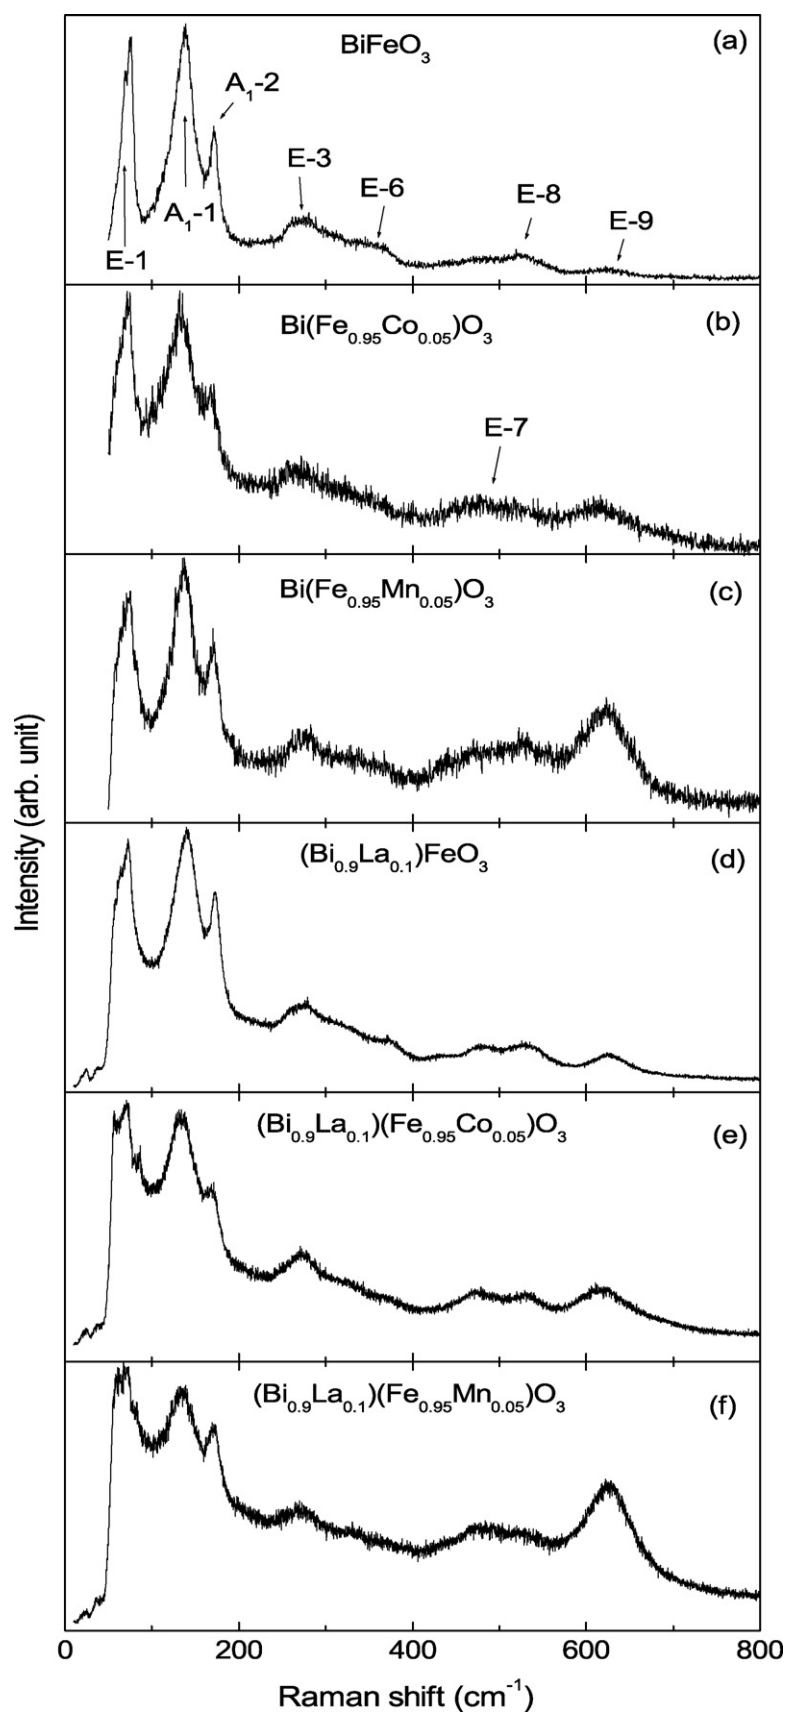 BiFeO₃
(a)
A₁-2
E-3
E-6
E-8
E-9
A₁-1
E-1
Bi(Fe₀.₉₅Co₀.₀₅)O₃
(b)
E-7
Bi(Fe₀.₉₅Mn₀.₀₅)O₃
(c)
Intensity (arb. unit)
(Bi₀.₉La₀.₁)FeO₃
(d)
(Bi₀.₉La₀.₁)(Fe₀.₉₅Co₀.₀₅)O₃
(e)
(Bi₀.₉La₀.₁)(Fe₀.₉₅Mn₀.₀₅)O₃
(f)
0 200 400 600 800
Raman shift (cm⁻¹)